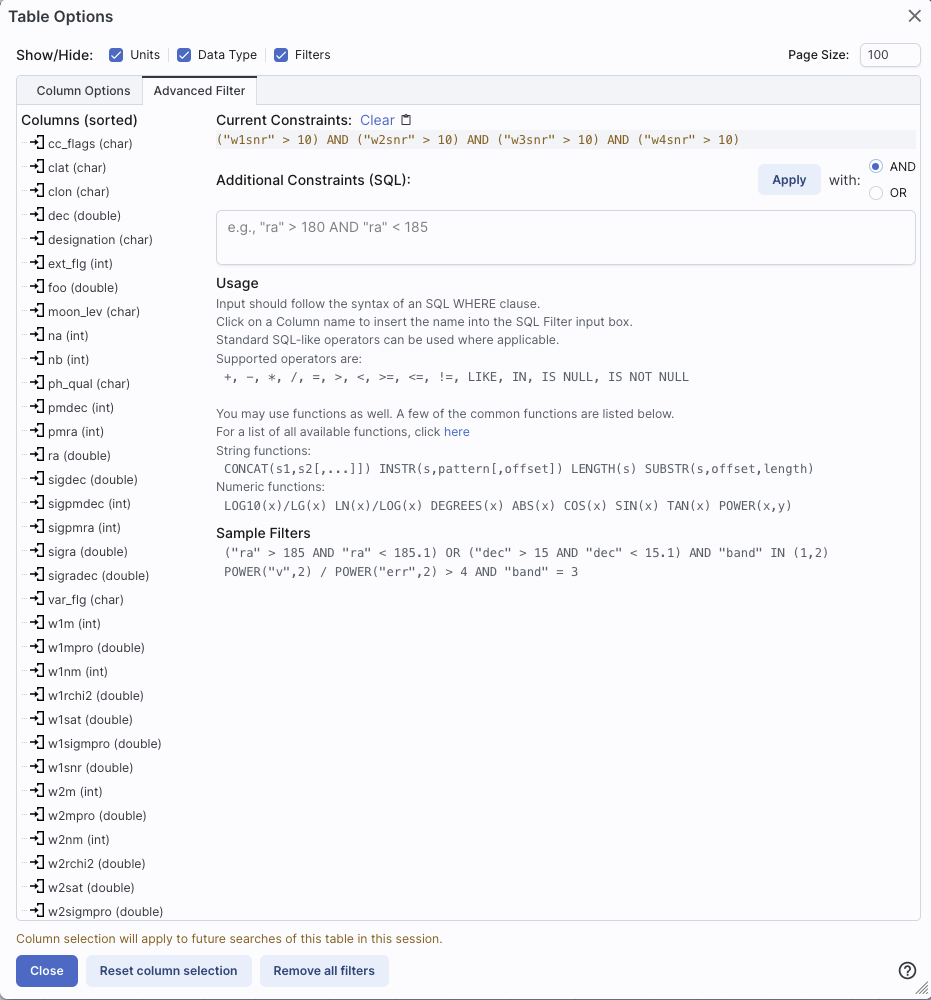 Table Options
Show/Hide: Units Data Type Filters Page Size: 100
Column Options Advanced Filter
Columns (sorted)
cc_flags (char)
clat (char)
clon (char)
dec (double)
designation (char)
ext_flg (int)
foo (double)
moon_lev (char)
na (int)
nb (int)
ph_qual (char)
pmdec (int)
pmra (int)
ra (double)
sigdec (double)
sigpmdec (int)
sigpmra (int)
sigra (double)
sigradec (double)
var_flg (char)
w1m (int)
w1mpro (double)
w1nm (int)
w1rchi2 (double)
w1sat (double)
w1sigmpro (double)
w1snr (double)
w2m (int)
w2mpro (double)
w2nm (int)
w2rchi2 (double)
w2sat (double)
w2sigmpro (double)
Current Constraints: Clear
("w1snr" > 10) AND ("w2snr" > 10) AND ("w3snr" > 10) AND ("w4snr" > 10)
Additional Constraints (SQL): Apply with: AND
OR
e.g., "ra" > 180 AND "ra" < 185
Usage
Input should follow the syntax of an SQL WHERE clause.
Click on a Column name to insert the name into the SQL Filter input box.
Standard SQL-like operators can be used where applicable.
Supported operators are:
+, −, *, /, =, >, <, >=, <=, !=, LIKE, IN, IS NULL, IS NOT NULL
You may use functions as well. A few of the common functions are listed below.
For a list of all available functions, click here
String functions:
CONCAT(s1,s2[,...]]) INSTR(s,pattern[,offset]) LENGTH(s) SUBSTR(s,offset,length)
Numeric functions:
LOG10(x)/LG(x) LN(x)/LOG(x) DEGREES(x) ABS(x) COS(x) SIN(x) TAN(x) POWER(x,y)
Sample Filters
("ra" > 185 AND "ra" < 185.1) OR ("dec" > 15 AND "dec" < 15.1) AND "band" IN (1,2)
POWER("v",2) / POWER("err",2) > 4 AND "band" = 3
Column selection will apply to future searches of this table in this session.
Close Reset column selection Remove all filters